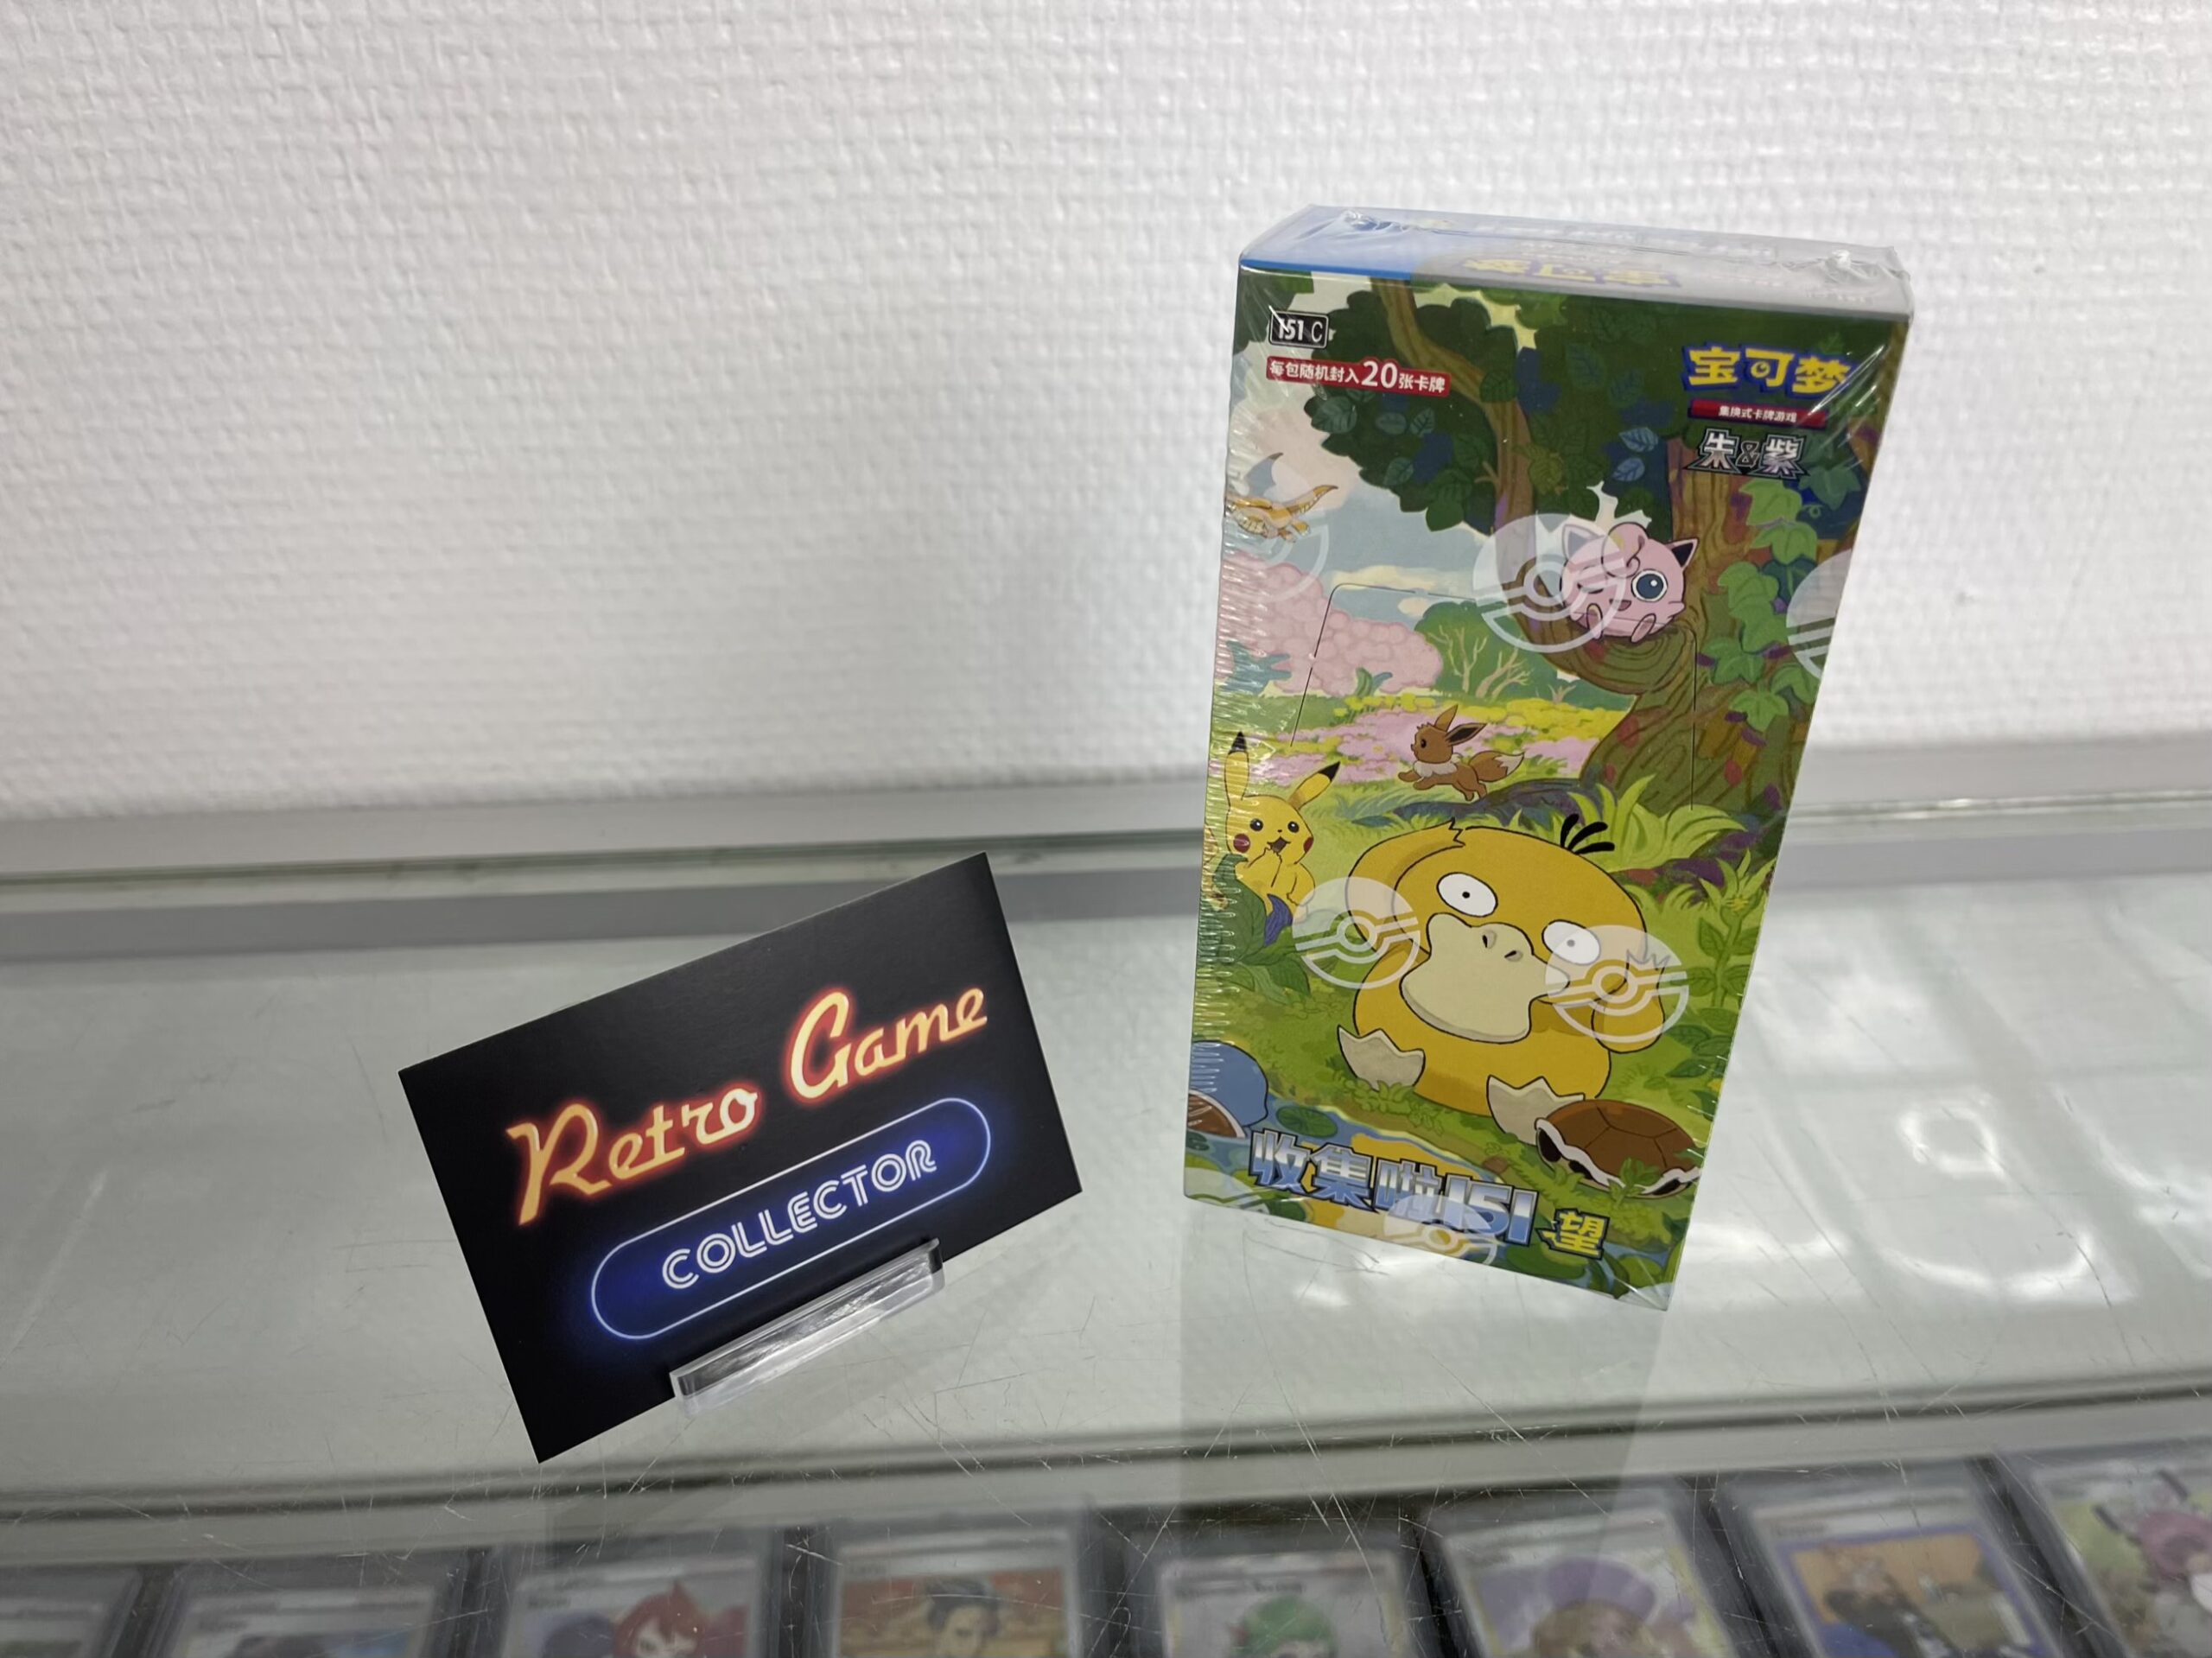 Retro Game
COLLECTOR
151 C
每包随机封入20张卡牌
宝可梦
集换式卡牌游戏
朱&紫
收集啦151
望